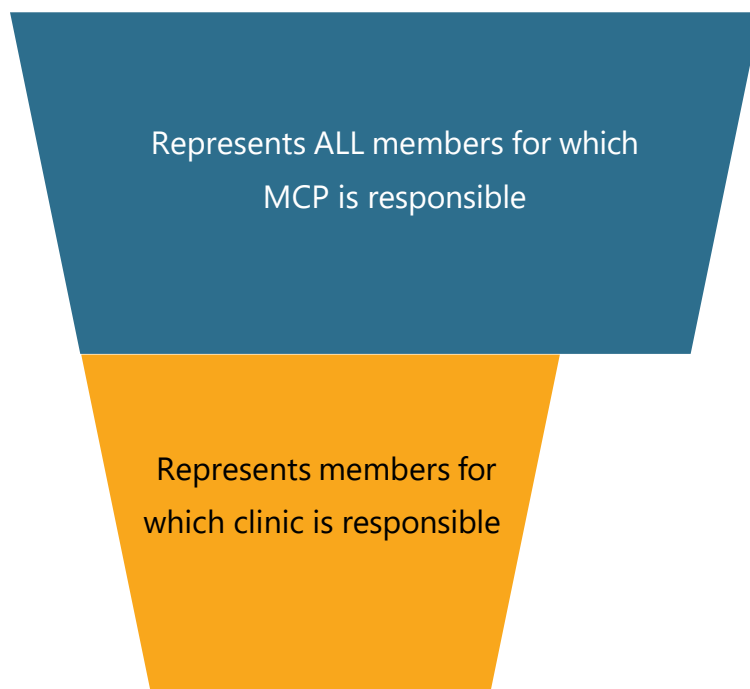 Represents ALL members for which
MCP is responsible
Represents members for
which clinic is responsible